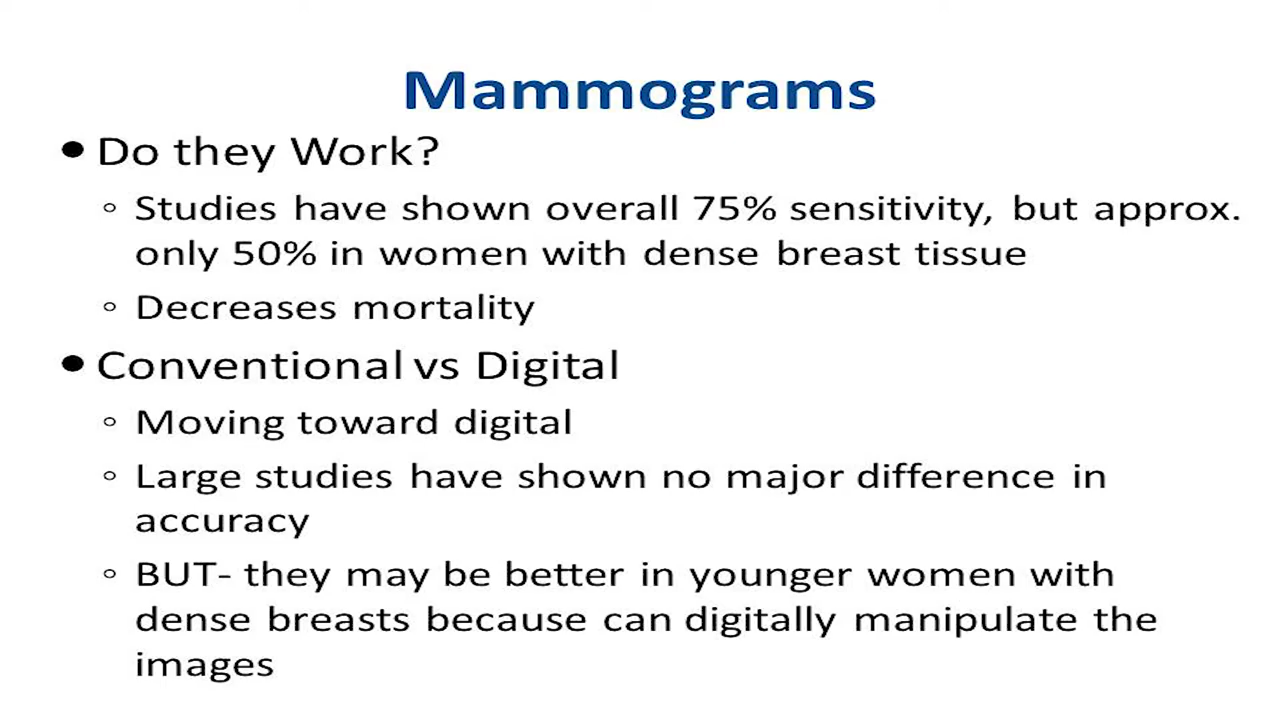 Mammograms
• Do they Work?
◦ Studies have shown overall 75% sensitivity, but approx.
only 50% in women with dense breast tissue
◦ Decreases mortality
• Conventional vs Digital
◦ Moving toward digital
◦ Large studies have shown no major difference in
accuracy
◦ BUT- they may be better in younger women with
dense breasts because can digitally manipulate the
images